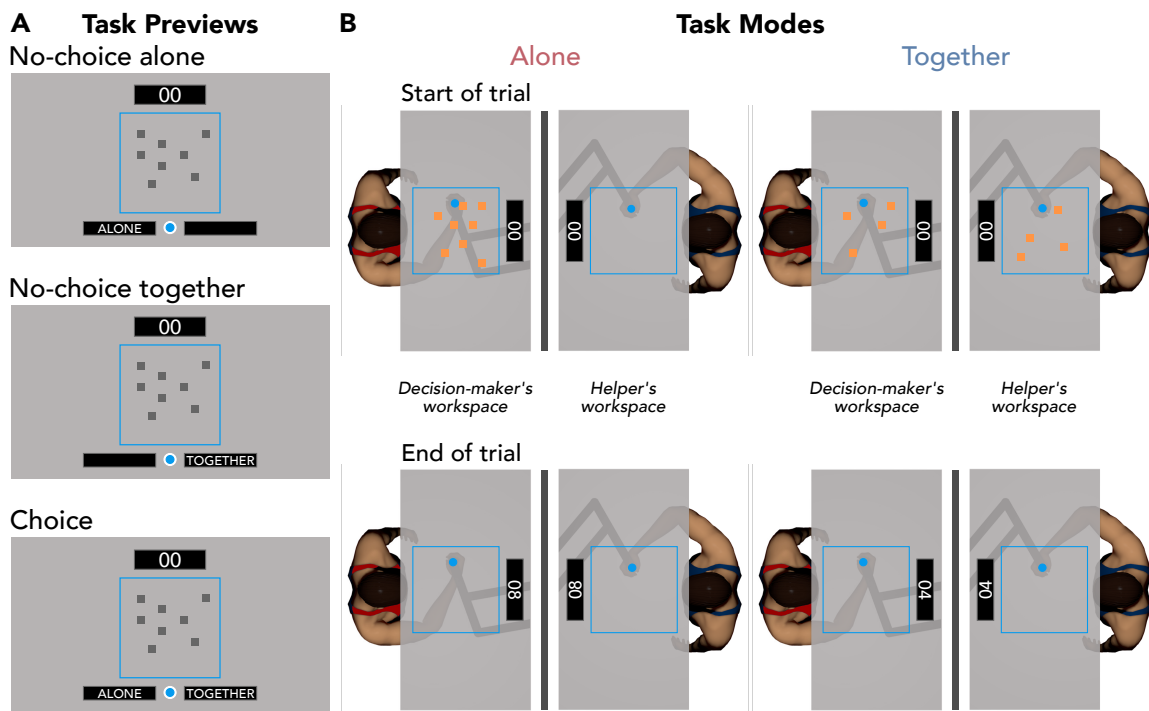 A Task Previews
No-choice alone
00
ALONE
No-choice together
00
TOGETHER
Choice
00
ALONE TOGETHER
B Task Modes
Alone Together
Start of trial
00 00 00 00
Decision-maker's
workspace
Helper's
workspace
Decision-maker's
workspace
Helper's
workspace
End of trial
08 08 04 04